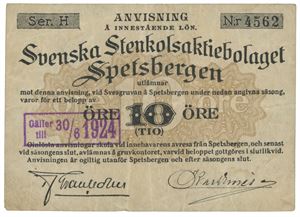 Ser. H
ANVISNING
Å INNESTÅENDE LÖN.
N:r 4562
Svenska Stenkolsaktiebolaget
Spetsbergen
utlämnar
mot denna anvisning, vid Sveagruvan å Spetsbergen under nedan angivna säsong,
varor för ett belopp av
ÖRE 10 ÖRE
(TIO)
Gäller 30/6 1924
till
Oinlösta anvisningar skola vid innehavarens avresa från Spetsbergen, och senast
vid säsongens slut, avlämnas å gruvkontoret, varvid beloppet gottgöres i slutlikvid.
Anvisningen är ogiltig utanför Spetsbergen och efter säsongens slut.